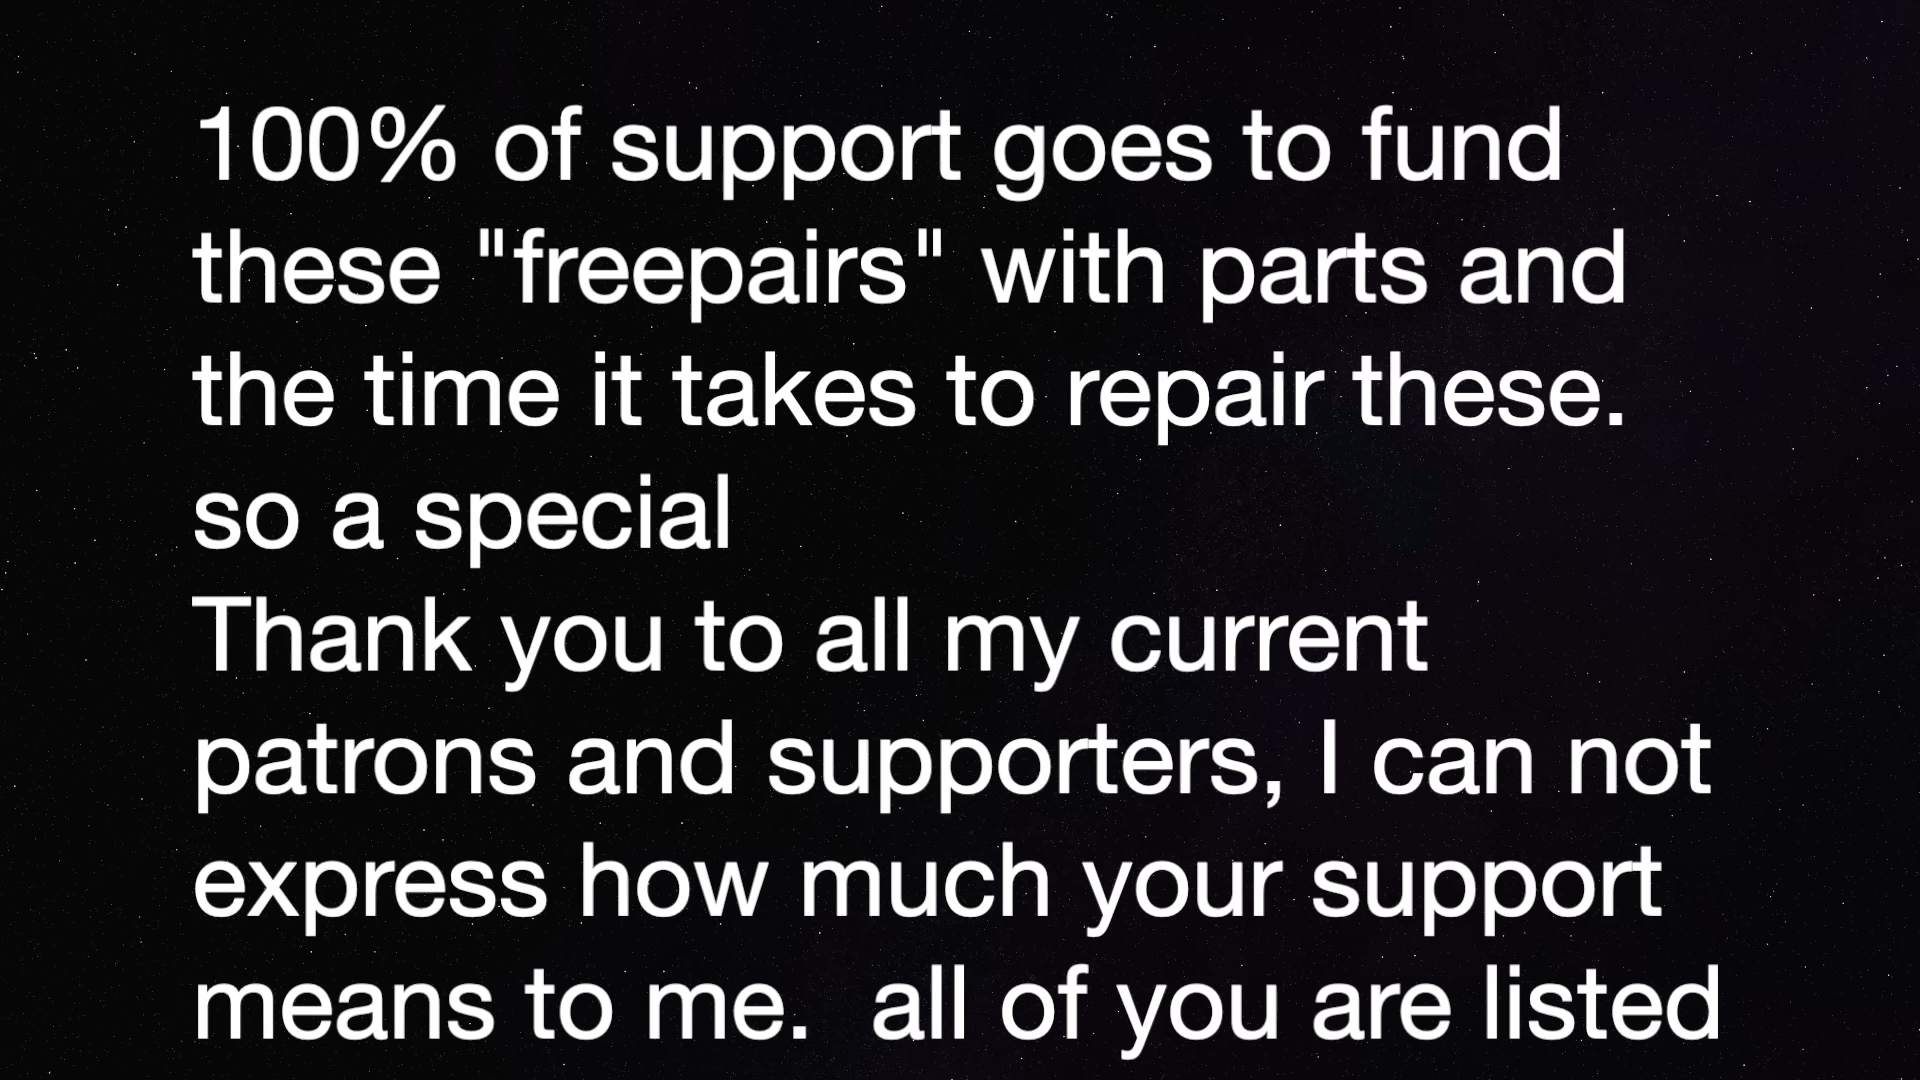 100% of support goes to fund
these "freepairs" with parts and
the time it takes to repair these.
so a special
Thank you to all my current
patrons and supporters, I can not
express how much your support
means to me.  all of you are listed